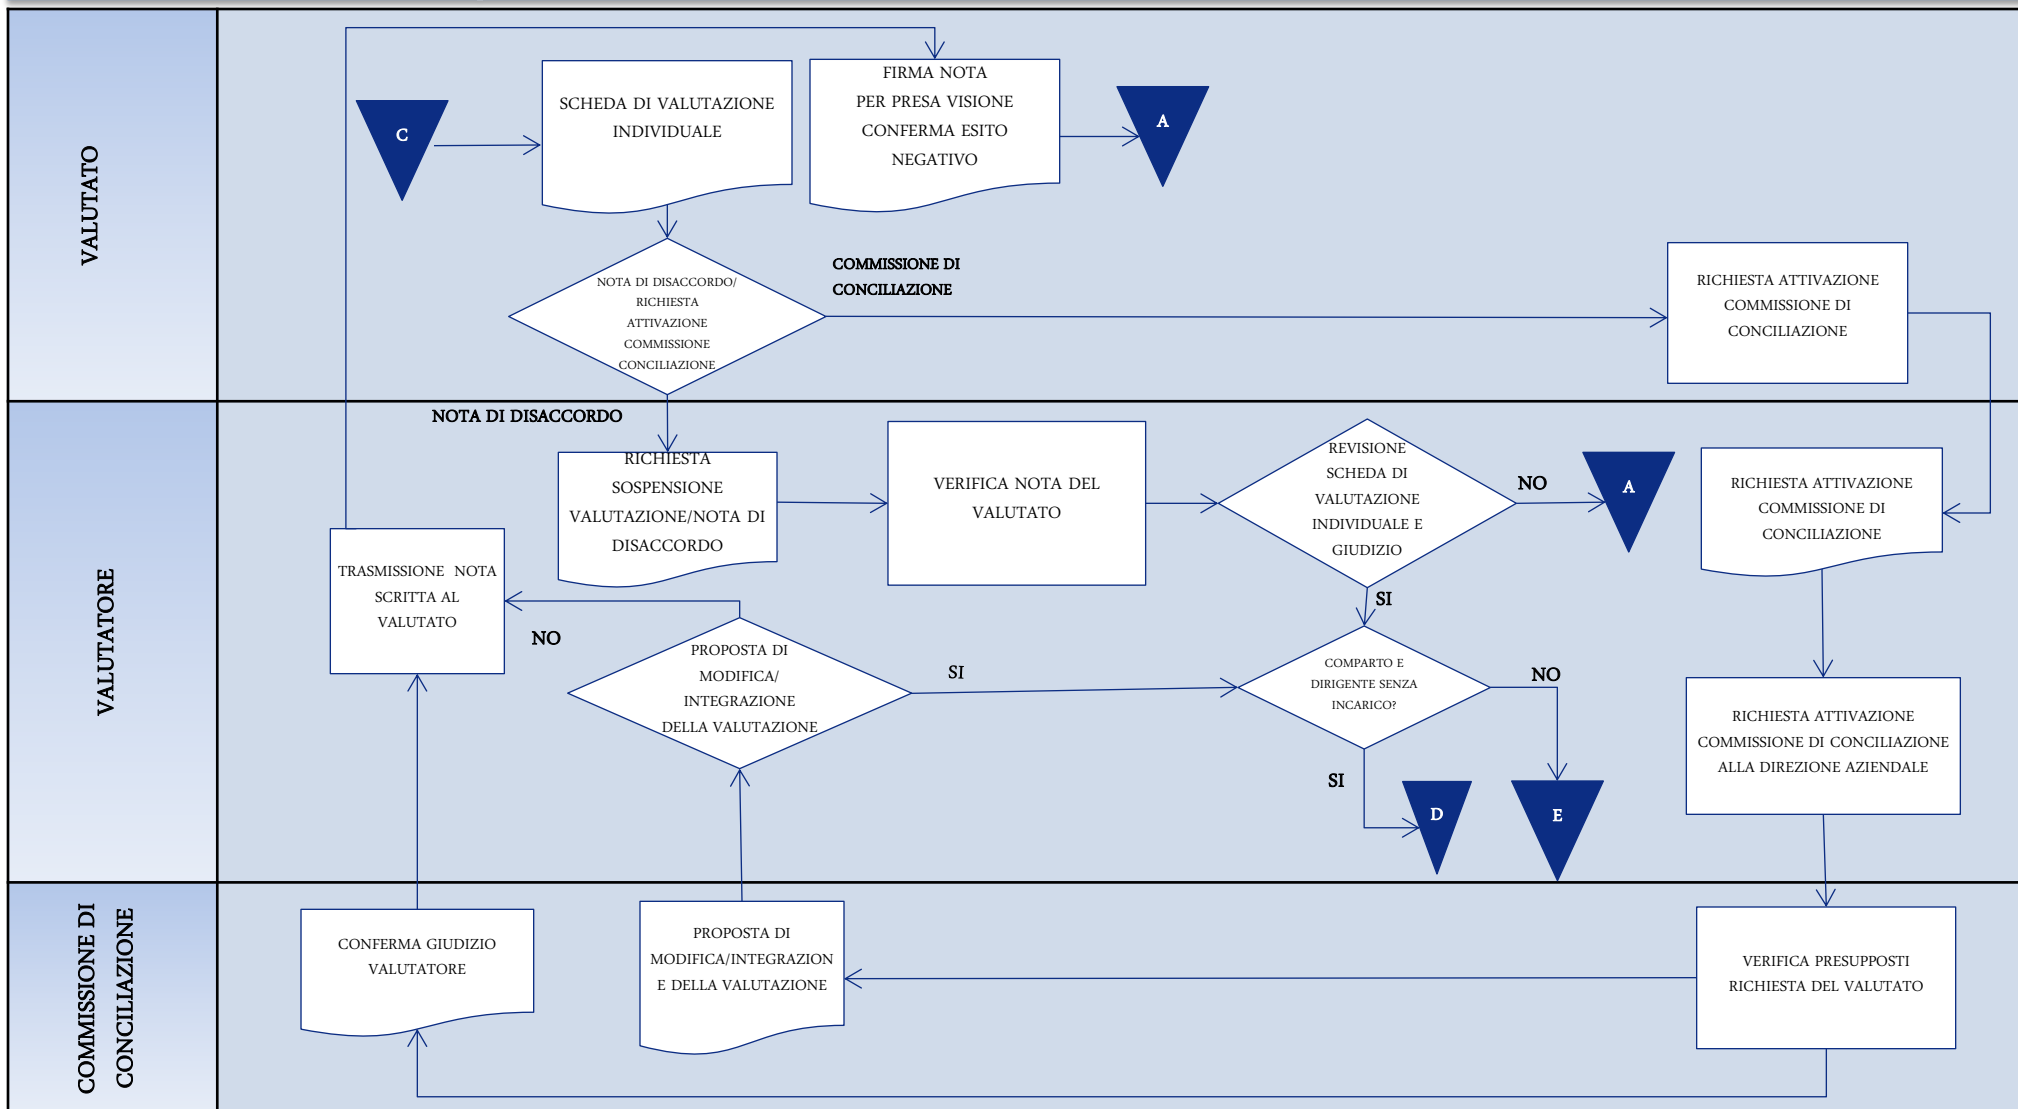 VALUTATO
C
SCHEDA DI VALUTAZIONE
INDIVIDUALE
FIRMA NOTA
PER PRESA VISIONE
CONFERMA ESITO
NEGATIVO
A
NOTA DI DISACCORDO/
RICHIESTA
ATTIVAZIONE
COMMISSIONE
CONCILIAZIONE
COMMISSIONE DI
CONCILIAZIONE
RICHIESTA ATTIVAZIONE
COMMISSIONE DI
CONCILIAZIONE
VALUTATORE
NOTA DI DISACCORDO
RICHIESTA
SOSPENSIONE
VALUTAZIONE/NOTA DI
DISACCORDO
VERIFICA NOTA DEL
VALUTATO
REVISIONE
SCHEDA DI
VALUTAZIONE
INDIVIDUALE E
GIUDIZIO
NO
A
RICHIESTA ATTIVAZIONE
COMMISSIONE DI
CONCILIAZIONE
TRASMISSIONE NOTA
SCRITTA AL
VALUTATO
NO
PROPOSTA DI
MODIFICA/
INTEGRAZIONE
DELLA VALUTAZIONE
SI
SI
COMPARTO E
DIRIGENTE SENZA
INCARICO?
NO
SI
D
E
RICHIESTA ATTIVAZIONE
COMMISSIONE DI CONCILIAZIONE
ALLA DIREZIONE AZIENDALE
COMMISSIONE DI
CONCILIAZIONE
CONFERMA GIUDIZIO
VALUTATORE
PROPOSTA DI
MODIFICA/INTEGRAZION
E DELLA VALUTAZIONE
VERIFICA PRESUPPOSTI
RICHIESTA DEL VALUTATO